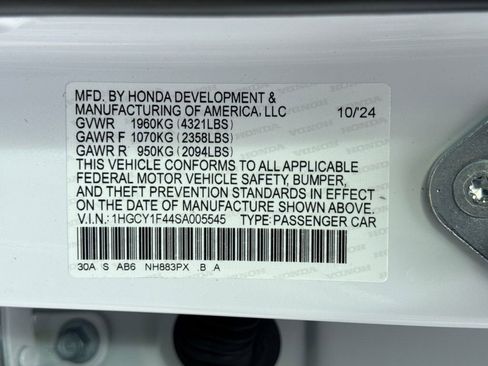 MFD. BY HONDA DEVELOPMENT &
MANUFACTURING OF AMERICA, LLC 10/24
GVWR 1960KG (4321LBS)
GAWR F 1070KG (2358LBS)
GAWR R 950KG (2094LBS)
THIS VEHICLE CONFORMS TO ALL APPLICABLE
FEDERAL MOTOR VEHICLE SAFETY, BUMPER,
AND THEFT PREVENTION STANDARDS IN EFFECT
ON THE DATE OF MANUFACTURE SHOWN ABOVE.
V.I.N.: 1HGCY1F44SA005545 TYPE: PASSENGER CAR
30A S AB6 NH883PX .B .A